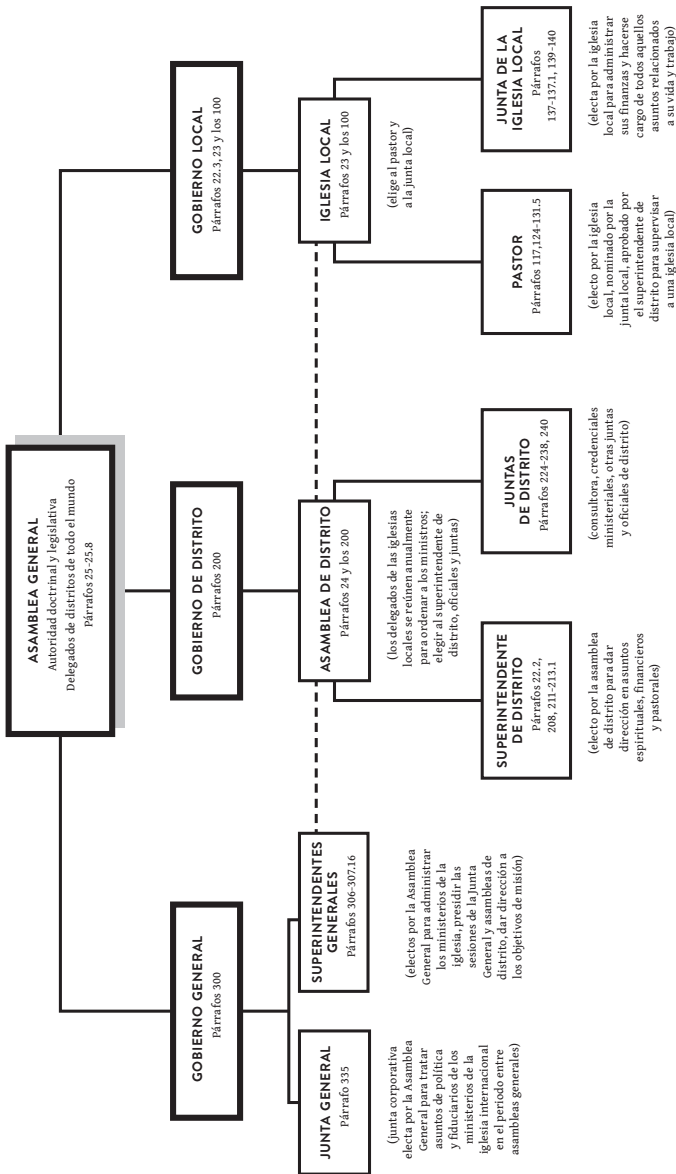 ASAMBLEA GENERAL
Autoridad doctrinal y legislativa
Delegados de distritos de todo el mundo
Párrafos 25-25.8
GOBIERNO GENERAL
Párrafos 300
GOBIERNO DE DISTRITO
Párrafos 200
GOBIERNO LOCAL
Párrafos 22.3, 23 y los 100
JUNTA GENERAL
Párrafo 335
(junta corporativa
electa por la Asamblea
General para tratar
asuntos de política
y fiduciarios de los
ministerios de la
iglesia internacional
en el periodo entre
asambleas generales)
SUPERINTENDENTES
GENERALES
Párrafos 306-307.16
(electos por la Asamblea
General para administrar
los ministerios de la
iglesia, presidir las
sesiones de la Junta
General y asambleas de
distrito, dar dirección a
los objetivos de misión)
ASAMBLEA DE DISTRITO
Párrafos 24 y los 200
(los delegados de las iglesias
locales se reúnen anualmente
para ordenar a los ministros;
elegir al superintendente de
distrito, oficiales y juntas)
IGLESIA LOCAL
Párrafos 23 y los 100
(elige al pastor y
a la junta local)
SUPERINTENDENTE
DE DISTRITO
Párrafos 22.2,
208, 211-213.1
(electo por la asamblea
de distrito para dar
dirección en asuntos
espirituales, financieros
y pastorales)
JUNTAS
DE DISTRITO
Párrafos 224-238, 240
(consultora, credenciales
ministeriales, otras juntas
y oficiales de distrito)
PASTOR
Párrafos 117,124-131.5
(electo por la iglesia
local, nominado por la
junta local, aprobado por
el superintendente de
distrito para supervisar
a una iglesia local)
JUNTA DE LA
IGLESIA LOCAL
Párrafos
137-137.1, 139-140
(electa por la iglesia
local para administrar
sus finanzas y hacerse
cargo de todos aquellos
asuntos relacionados
a su vida y trabajo)